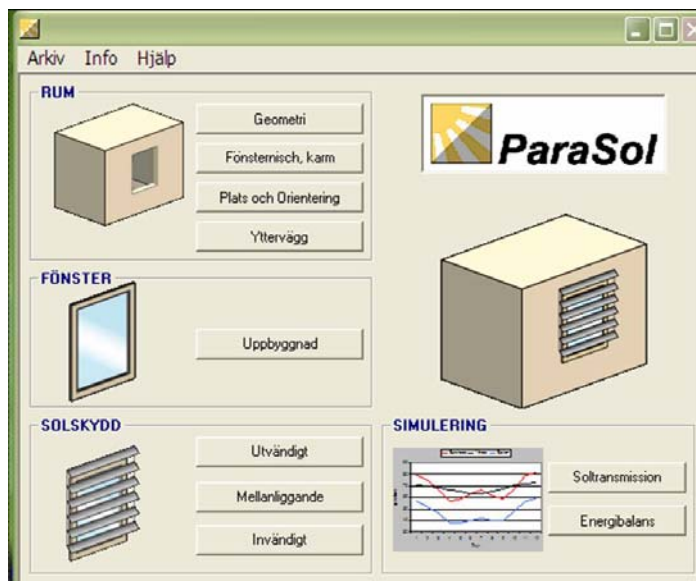 Arkiv Info Hjälp
RUM
Geometri
Fönsternisch, karm
Plats och Orientering
Yttervägg
ParaSol
FÖNSTER
Uppbyggnad
SOLSKYDD
Utvändigt
Mellanliggande
Invändigt
SIMULERING
Soltransmission
Energibalans